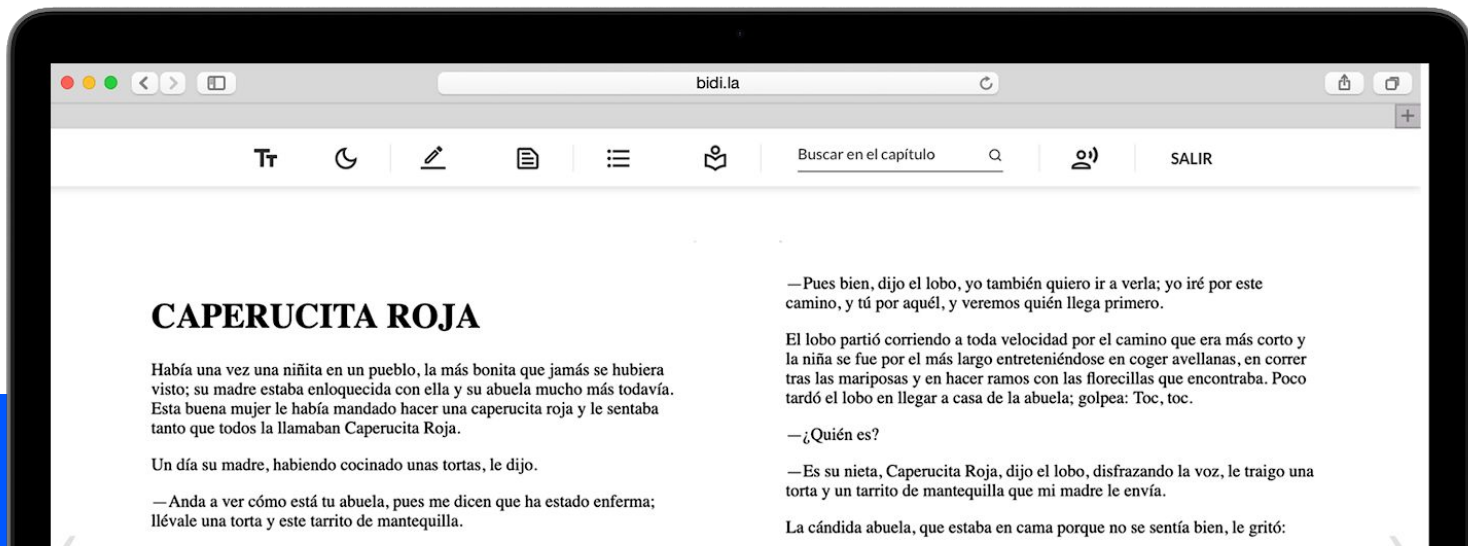 bidi.la
Buscar en el capítulo
SALIR
CAPERUCITA ROJA
Había una vez una niñita en un pueblo, la más bonita que jamás se hubiera
visto; su madre estaba enloquecida con ella y su abuela mucho más todavía.
Esta buena mujer le había mandado hacer una caperucita roja y le sentaba
tanto que todos la llamaban Caperucita Roja.
Un día su madre, habiendo cocinado unas tortas, le dijo.
—Anda a ver cómo está tu abuela, pues me dicen que ha estado enferma;
llévale una torta y este tarrito de mantequilla.
—Pues bien, dijo el lobo, yo también quiero ir a verla; yo iré por este
camino, y tú por aquél, y veremos quién llega primero.
El lobo partió corriendo a toda velocidad por el camino que era más corto y
la niña se fue por el más largo entreteniéndose en coger avellanas, en correr
tras las mariposas y en hacer ramos con las florecillas que encontraba. Poco
tardó el lobo en llegar a casa de la abuela; golpea: Toc, toc.
—¿Quién es?
—Es su nieta, Caperucita Roja, dijo el lobo, disfrazando la voz, le traigo una
torta y un tarrito de mantequilla que mi madre le envía.
La cándida abuela, que estaba en cama porque no se sentía bien, le gritó: